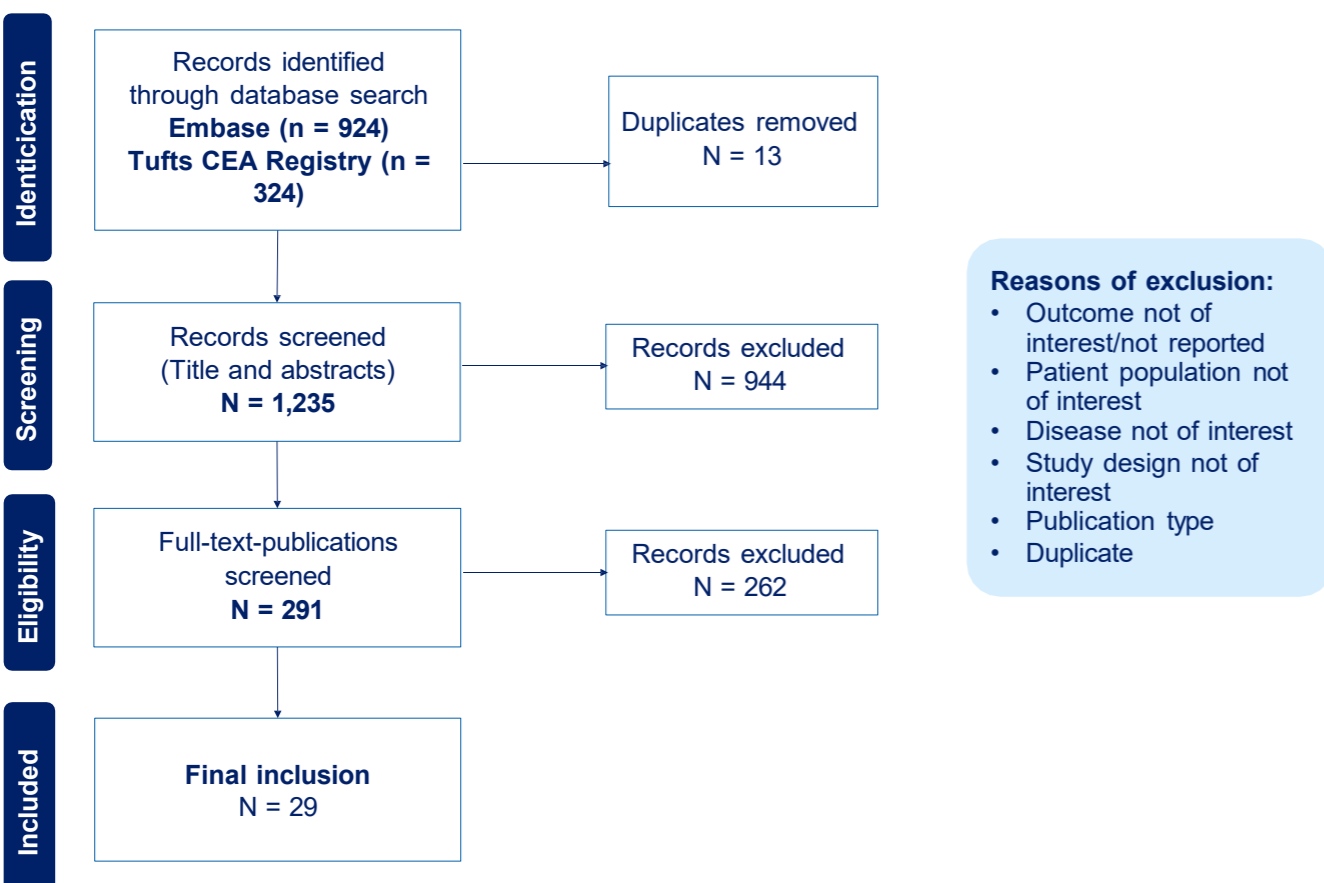 Identicication
Records identified
through database search
Embase (n = 924)
Tufts CEA Registry (n =
324)
Duplicates removed
N = 13
Screening
Records screened
(Title and abstracts)
N = 1,235
Records excluded
N = 944
Eligibility
Full-text-publications
screened
N = 291
Records excluded
N = 262
Included
Final inclusion
N = 29
Reasons of exclusion:
• Outcome not of
interest/not reported
• Patient population not
of interest
• Disease not of interest
• Study design not of
interest
• Publication type
• Duplicate